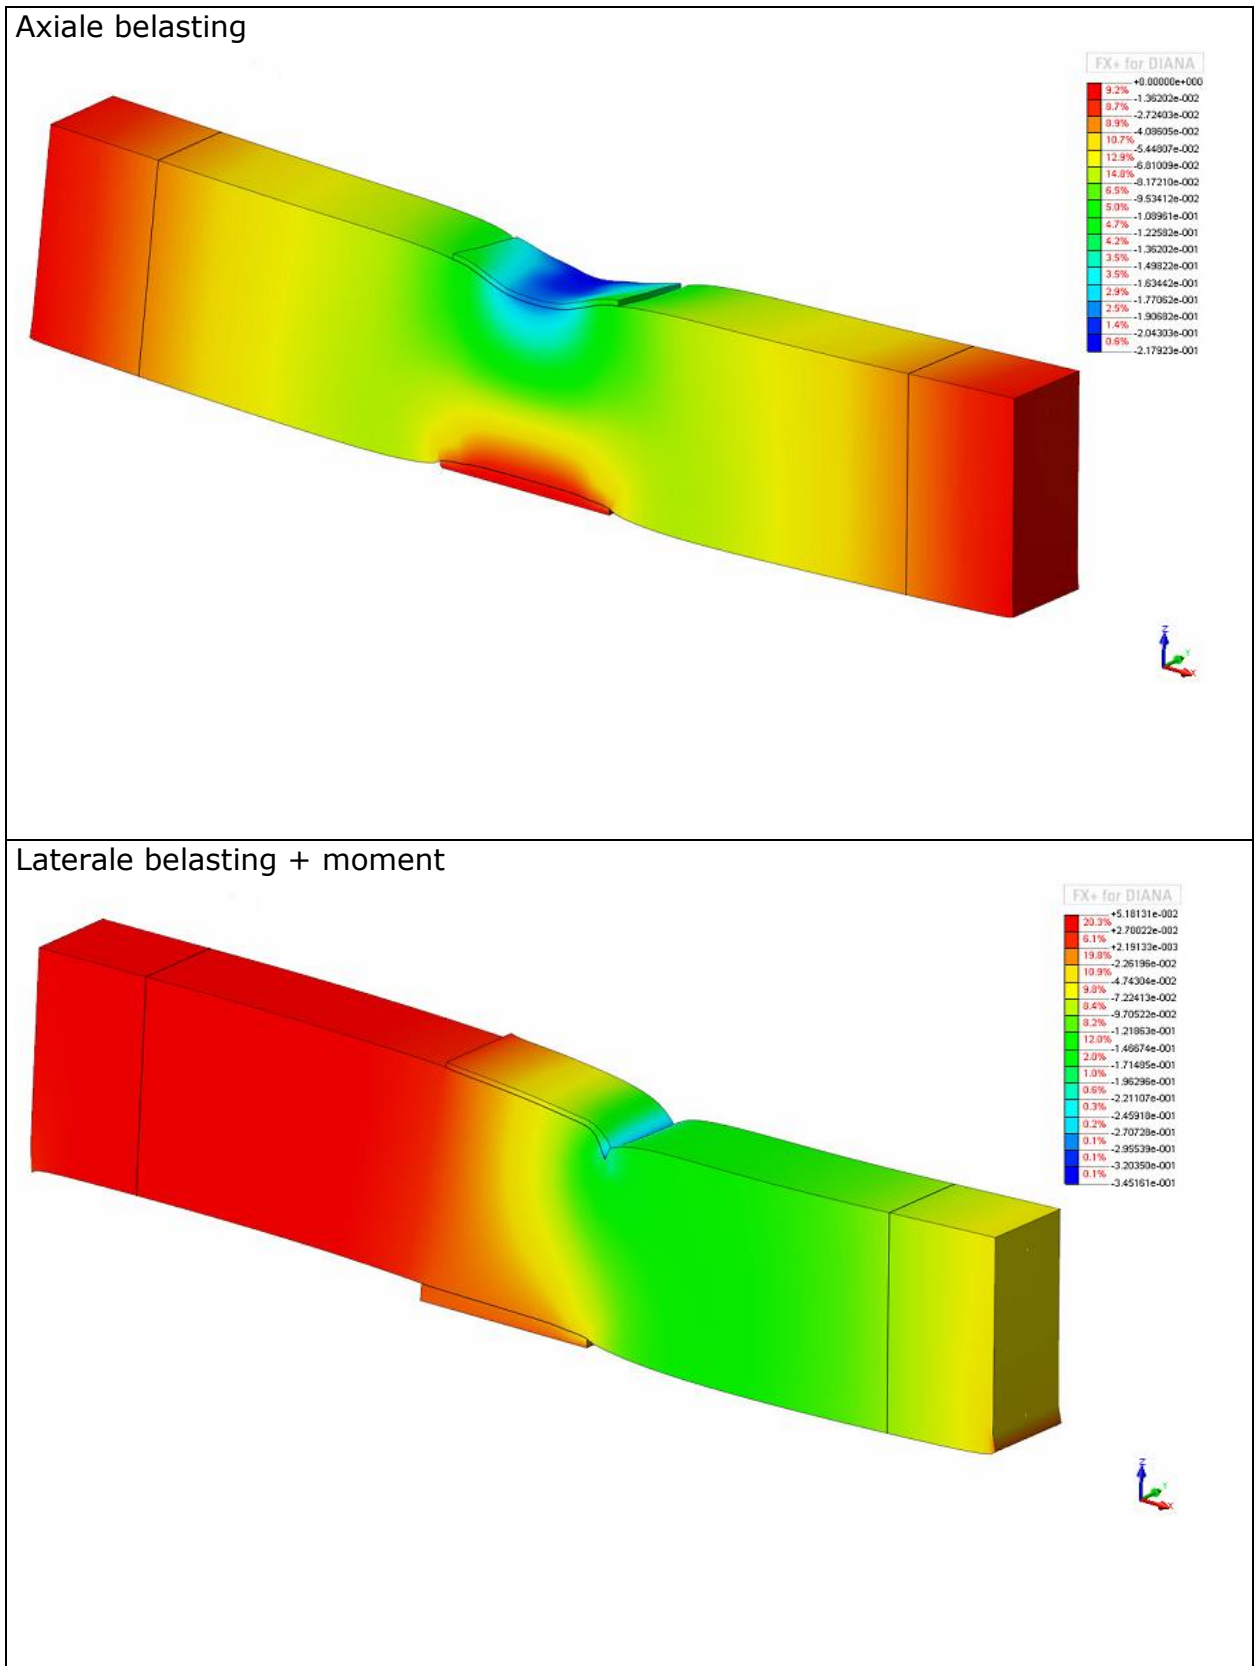 Axiale belasting
FX+ for DIANA
+0.00000e+000
9.2%
-1.36202e-002
8.7%
-2.72403e-002
8.9%
-4.08605e-002
10.7%
-5.44807e-002
12.9%
-6.81009e-002
14.8%
-8.17210e-002
6.5%
-9.53412e-002
5.0%
-1.08961e-001
4.7%
-1.22582e-001
4.2%
-1.36202e-001
3.5%
-1.49822e-001
3.5%
-1.63442e-001
2.9%
-1.77062e-001
2.5%
-1.90682e-001
1.4%
-2.04303e-001
0.6%
-2.17923e-001
Z
Y
X
Laterale belasting + moment
FX+ for DIANA
+5.18131e-002
20.3%
+2.70022e-002
6.1%
+2.19133e-003
19.8%
-2.26196e-002
10.9%
-4.74304e-002
9.8%
-7.22413e-002
8.4%
-9.70522e-002
8.2%
-1.21863e-001
12.0%
-1.46674e-001
2.0%
-1.71485e-001
1.0%
-1.96296e-001
0.6%
-2.21107e-001
0.3%
-2.45918e-001
0.2%
-2.70728e-001
0.1%
-2.95539e-001
0.1%
-3.20350e-001
0.1%
-3.45161e-001
Z
Y
X